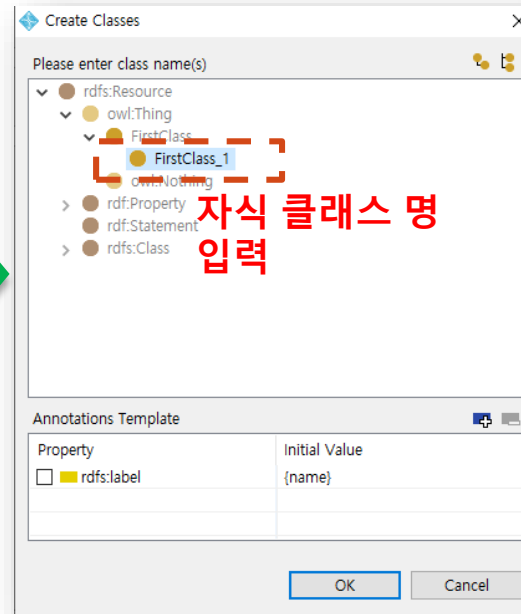 Create Classes
Please enter class name(s)
rdfs:Resource
owl:Thing
FirstClass
FirstClass_1
owl:Nothing
rdf:Property
rdf:Statement
rdfs:Class
자식 클래스 명
입력
Annotations Template
Property Initial Value
rdfs:label {name}
OK Cancel